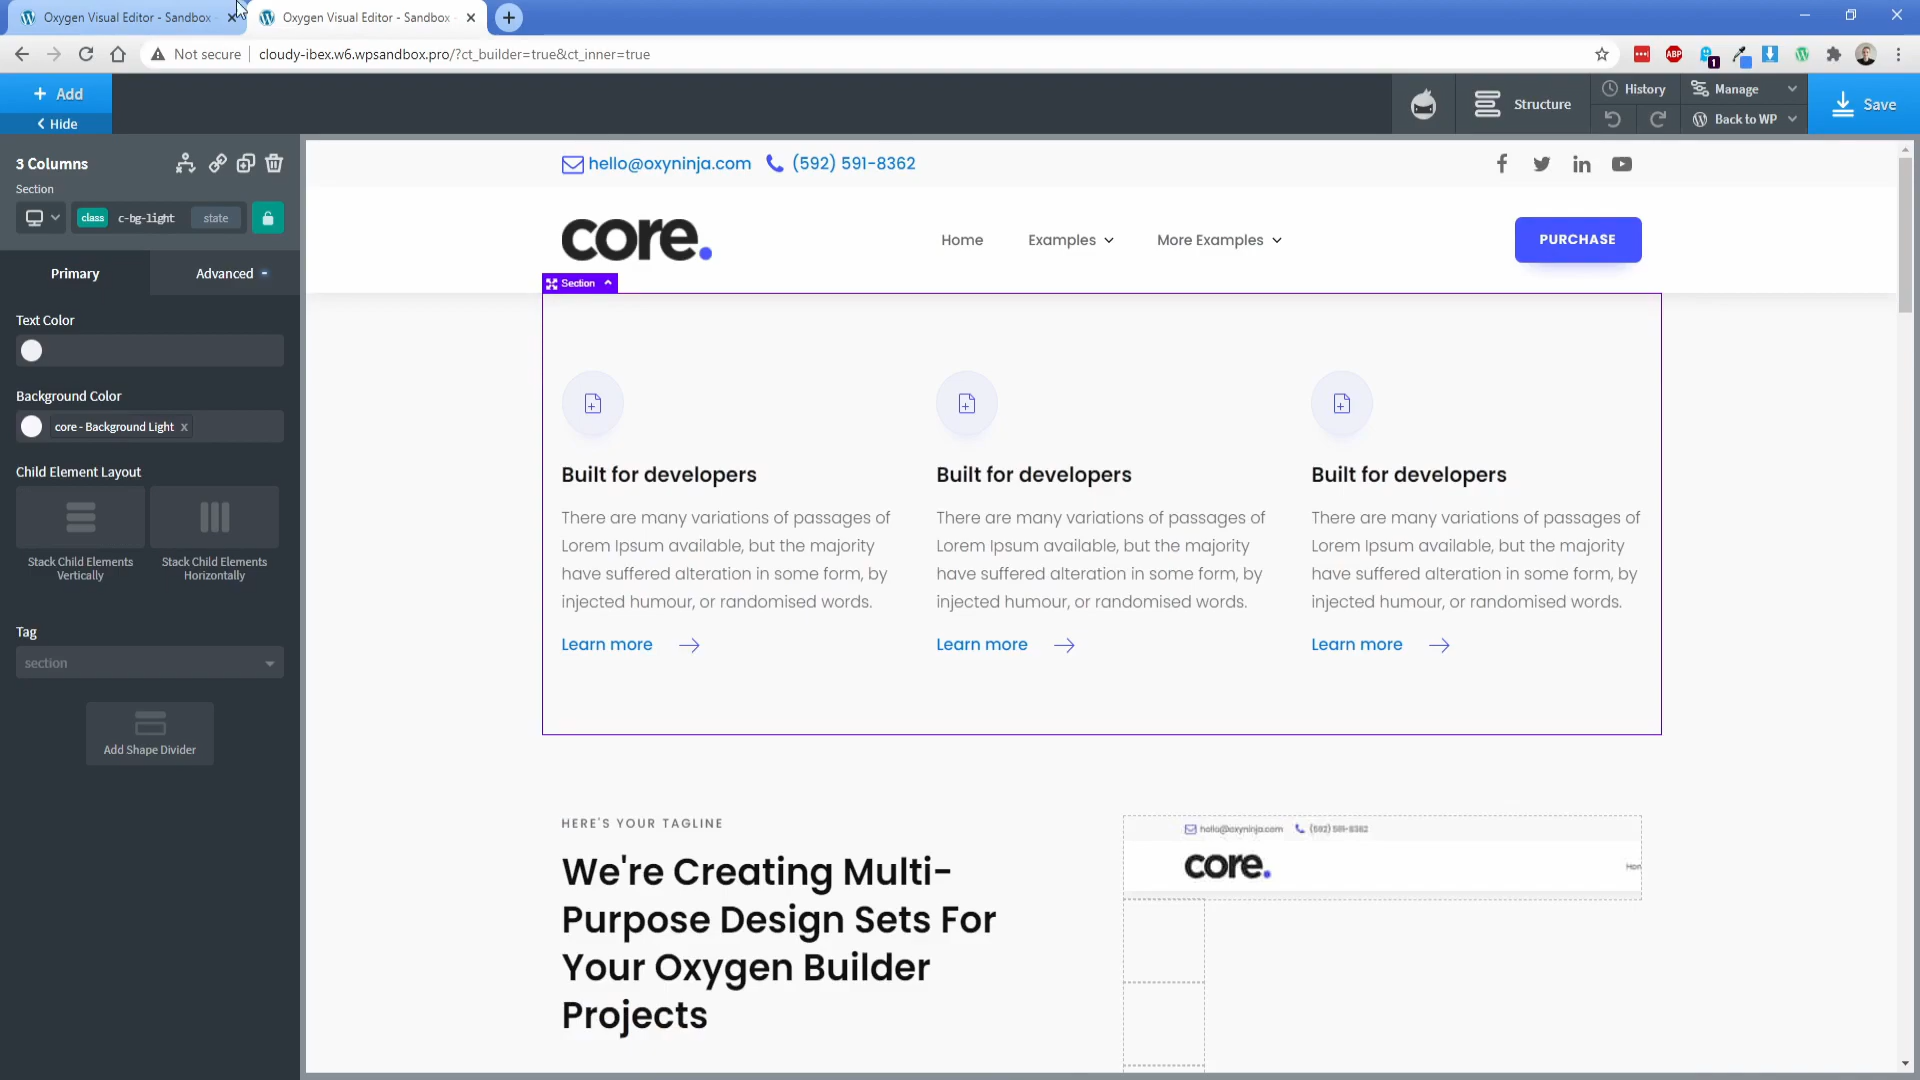 Oxygen Visual Editor - Sandbox
Oxygen Visual Editor - Sandbox
Not secure
cloudy-ibex.w6.wpsandbox.pro/?ct_builder=true&ct_inner=true
ABP
1
+ Add
Hide
Structure
History
Manage
Back to WP
Save
3 Columns
Section
class
c-bg-light
state
Primary
Advanced
Text Color
Background Color
core - Background Light x
Child Element Layout
Stack Child Elements
Vertically
Stack Child Elements
Horizontally
Tag
section
Add Shape Divider
hello@oxyninja.com
(592) 591-8362
core.
Home
Examples
More Examples
PURCHASE
Section
Built for developers
There are many variations of passages of
Lorem Ipsum available, but the majority
have suffered alteration in some form, by
injected humour, or randomised words.
Learn more
Built for developers
There are many variations of passages of
Lorem Ipsum available, but the majority
have suffered alteration in some form, by
injected humour, or randomised words.
Learn more
Built for developers
There are many variations of passages of
Lorem Ipsum available, but the majority
have suffered alteration in some form, by
injected humour, or randomised words.
Learn more
HERE'S YOUR TAGLINE
We're Creating Multi-
Purpose Design Sets For
Your Oxygen Builder
Projects
hello@oxyninja.com
(592) 591-8362
core.
Hon